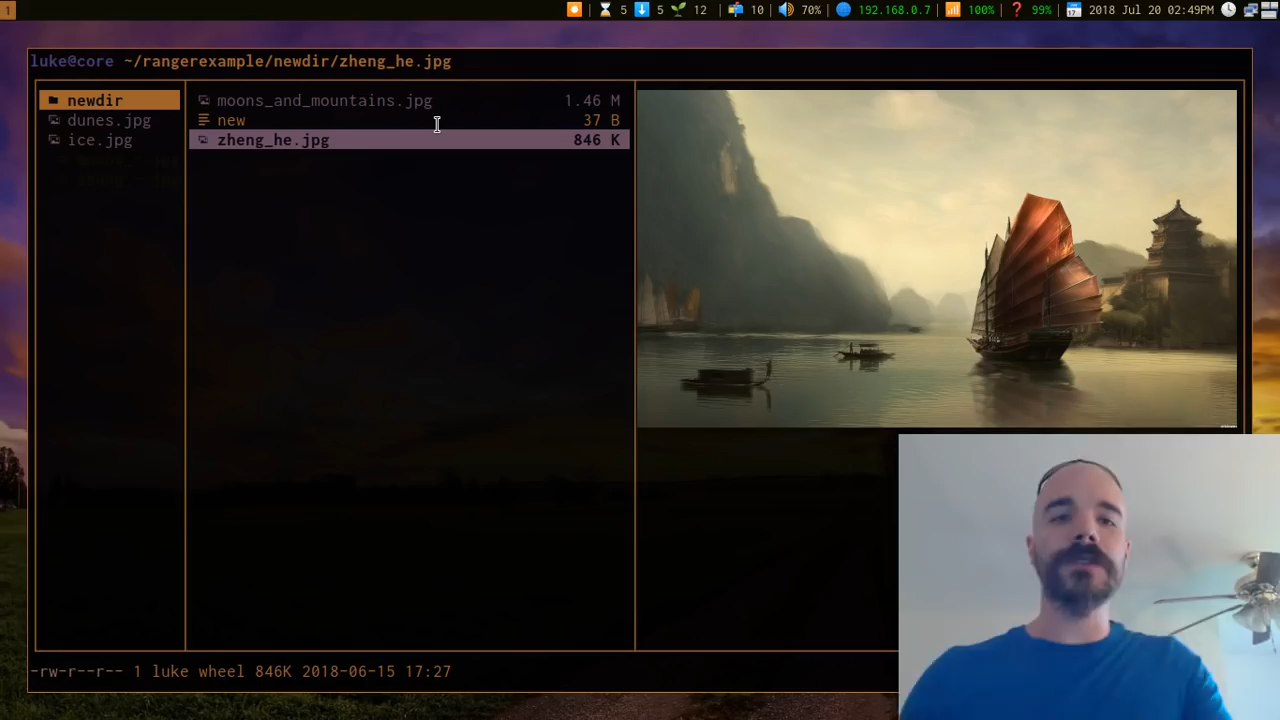 1 5 5 12 10 70% 192.168.0.7 100% 99% 2018 Jul 20 02:49PM
luke@core ~/rangerexample/newdir/zheng_he.jpg
newdir
dunes.jpg
ice.jpg
moons_and_mountains.jpg 1.46 M
new 37 B
zheng_he.jpg 846 K
-rw-r--r-- 1 luke wheel 846K 2018-06-15 17:27